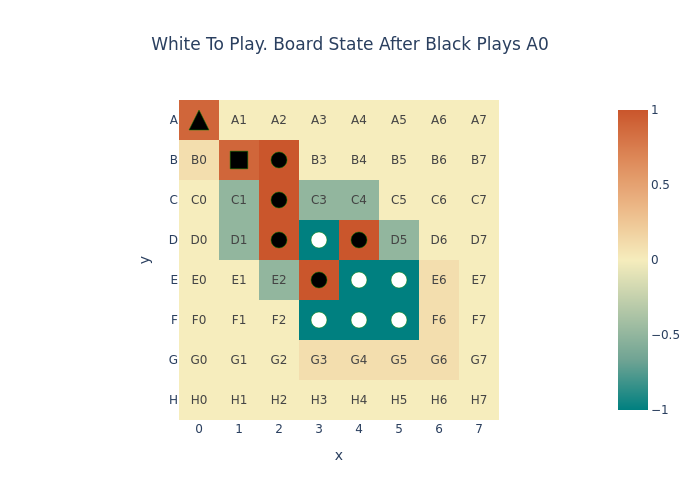 White To Play. Board State After Black Plays A0
A A1 A2 A3 A4 A5 A6 A7
B B0 B3 B4 B5 B6 B7
C C0 C1 C3 C4 C5 C6 C7
D D0 D1 D5 D6 D7
E E0 E1 E2 E6 E7
F F0 F1 F2 F6 F7
G G0 G1 G2 G3 G4 G5 G6 G7
H H0 H1 H2 H3 H4 H5 H6 H7
0 1 2 3 4 5 6 7
x
y
1
0.5
0
−0.5
−1